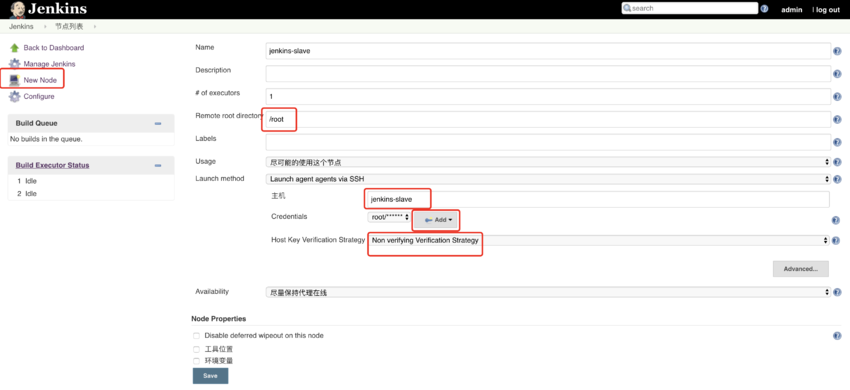 Jenkins
search
admin
log out
Jenkins
节点列表
Back to Dashboard
Manage Jenkins
New Node
Configure
Build Queue
No builds in the queue.
Build Executor Status
1 Idle
2 Idle
Name
jenkins-slave
Description
# of executors
1
Remote root directory
/root
Labels
Usage
尽可能的使用这个节点
Launch method
Launch agent agents via SSH
主机
jenkins-slave
Credentials
root/******
Add
Host Key Verification Strategy
Non verifying Verification Strategy
Advanced...
Availability
尽量保持代理在线
Node Properties
Disable deferred wipeout on this node
工具位置
环境变量
Save